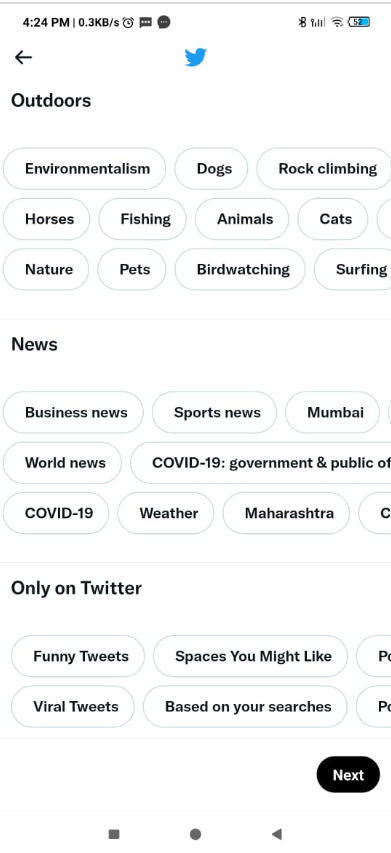 4:24 PM | 0.3KB/s 52
Outdoors
Environmentalism Dogs Rock climbing
Horses Fishing Animals Cats
Nature Pets Birdwatching Surfing
News
Business news Sports news Mumbai
World news COVID-19: government & public of
COVID-19 Weather Maharashtra C
Only on Twitter
Funny Tweets Spaces You Might Like Po
Viral Tweets Based on your searches Po
Next